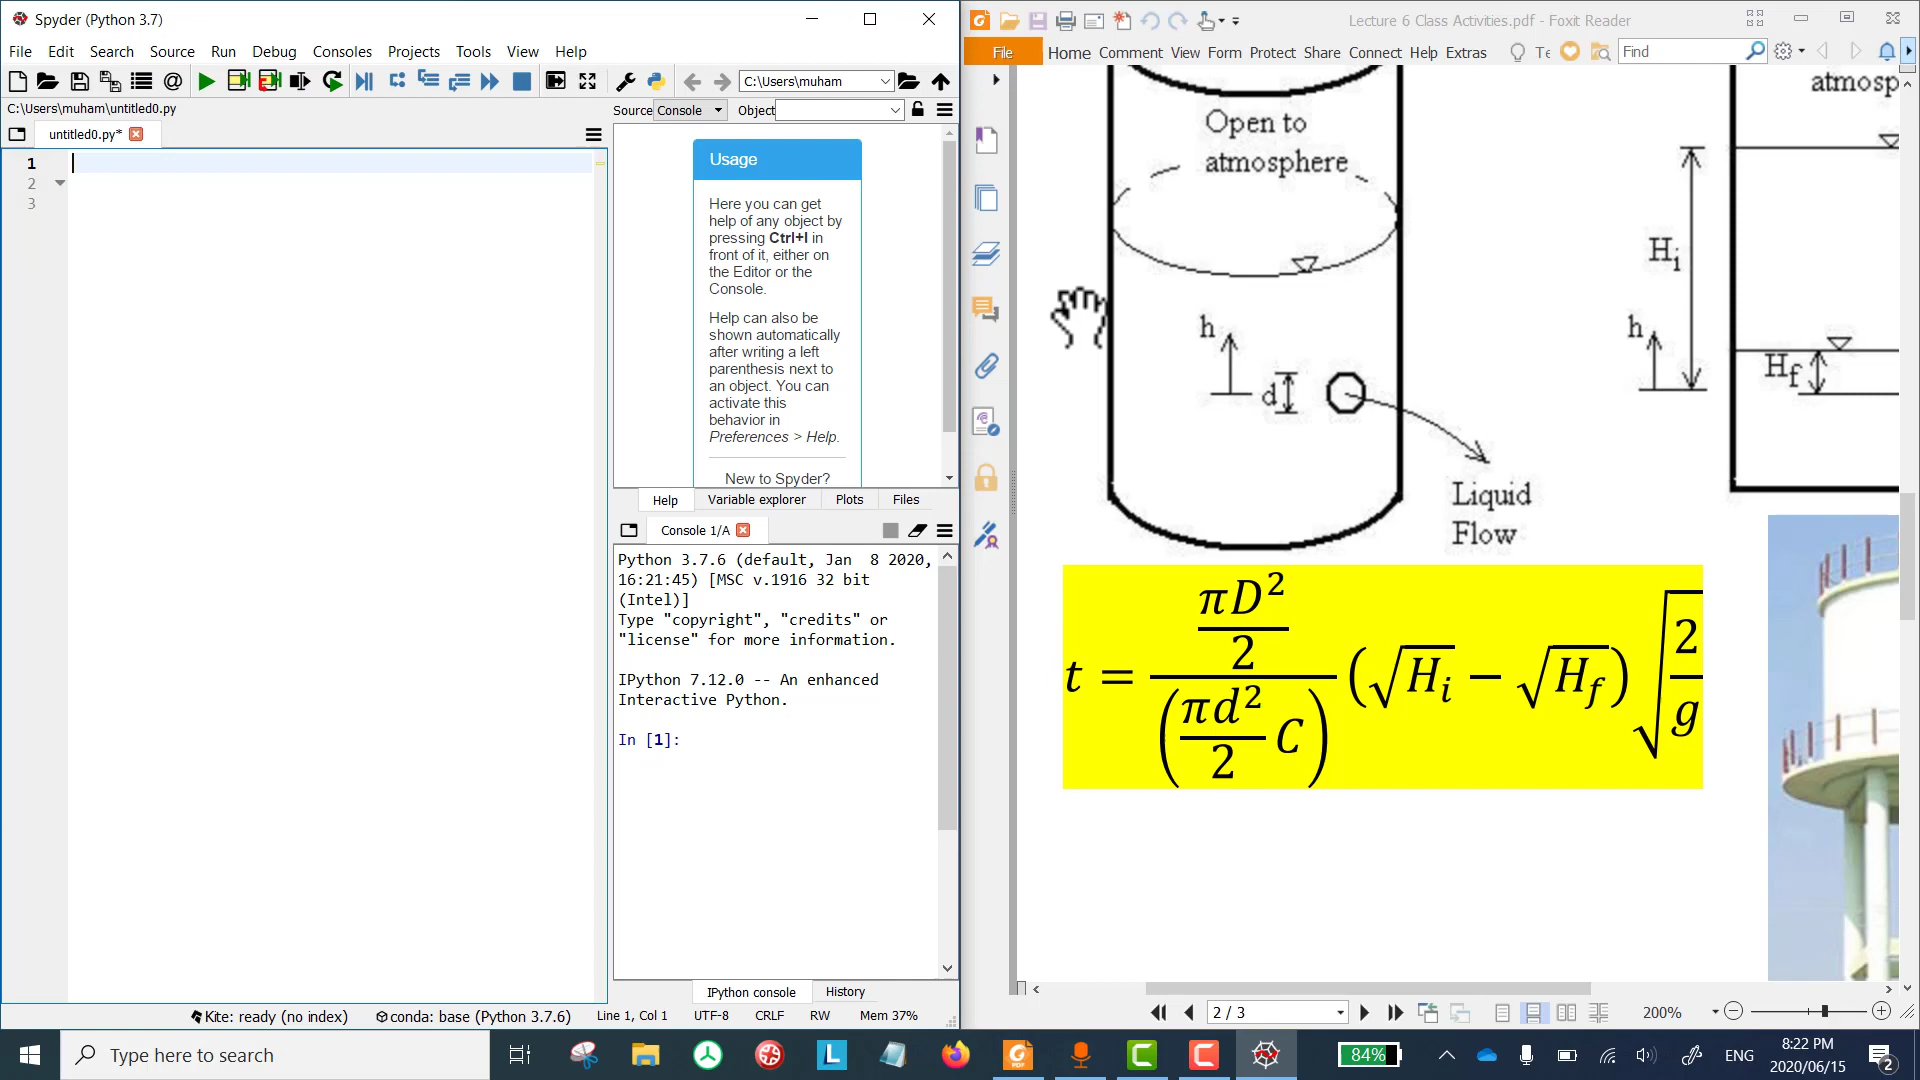 Spyder (Python 3.7)
File Edit Search Source Run Debug Consoles Projects Tools View Help
C:\Users\muham
C:\Users\muham\untitled0.py
untitled0.py*
1
2
3
Source Console Object
Usage
Here you can get
help of any object by
pressing Ctrl+I in
front of it, either on
the Editor or the
Console.
Help can also be
shown automatically
after writing a left
parenthesis next to
an object. You can
activate this
behavior in
Preferences > Help.
New to Spyder?
Help Variable explorer Plots Files
Console 1/A
Python 3.7.6 (default, Jan 8 2020,
16:21:45) [MSC v.1916 32 bit
(Intel)]
Type "copyright", "credits" or
"license" for more information.
IPython 7.12.0 -- An enhanced
Interactive Python.
In [1]:
IPython console History
Kite: ready (no index) conda: base (Python 3.7.6) Line 1, Col 1 UTF-8 CRLF RW Mem 37%
Lecture 6 Class Activities.pdf - Foxit Reader
File Home Comment View Form Protect Share Connect Help Extras Te Find
Open to
atmosphere
h
d
Liquid
Flow
atmosp
Hi
h
Hf
t = (πD²/2) / (πd²/2 C) (√Hi − √Hf) √(2/g)
2 / 3
200%
Type here to search
84%
ENG
8:22 PM
2020/06/15
2